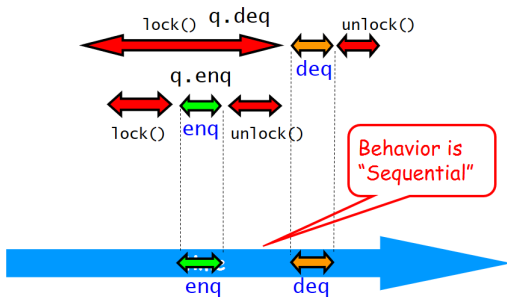 lock() q.deq unlock()
deq
q.enq
lock() enq unlock()
Behavior is
“Sequential”
enq deq